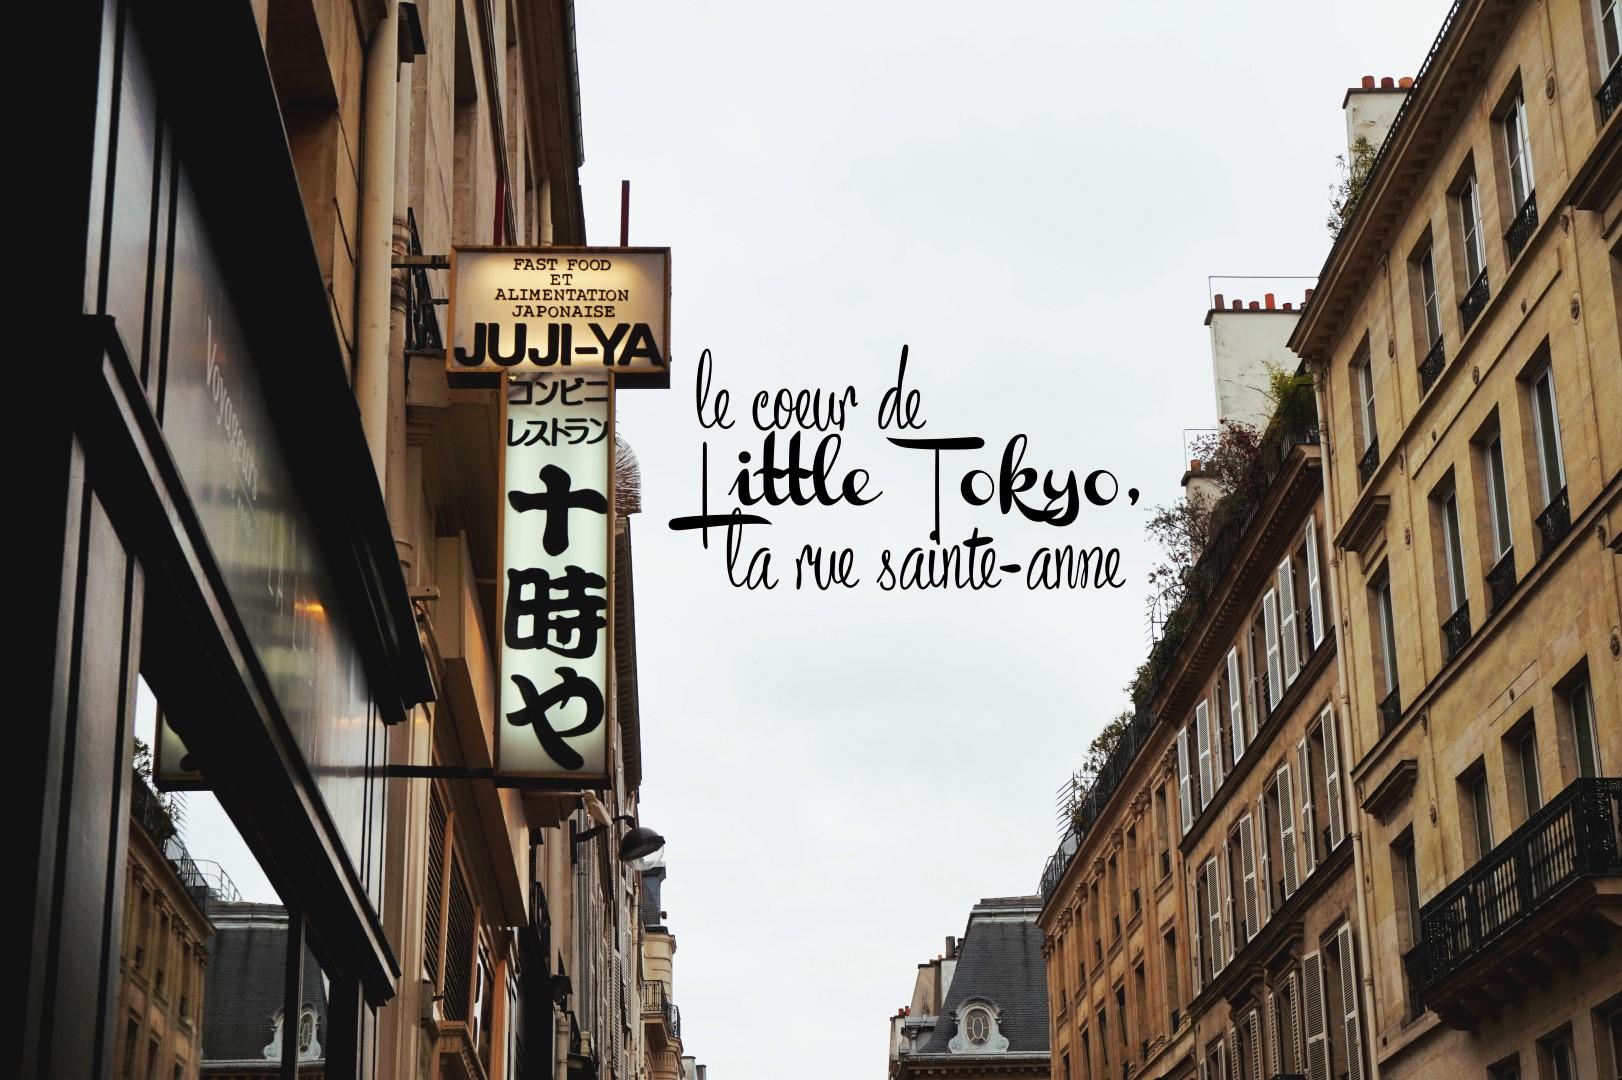 FAST FOOD
ET
ALIMENTATION
JAPONAISE
JUJI-YA
コンビニ
レストラン
十時や
le coeur de
Little Tokyo,
la rue sainte-anne
Voyageurs